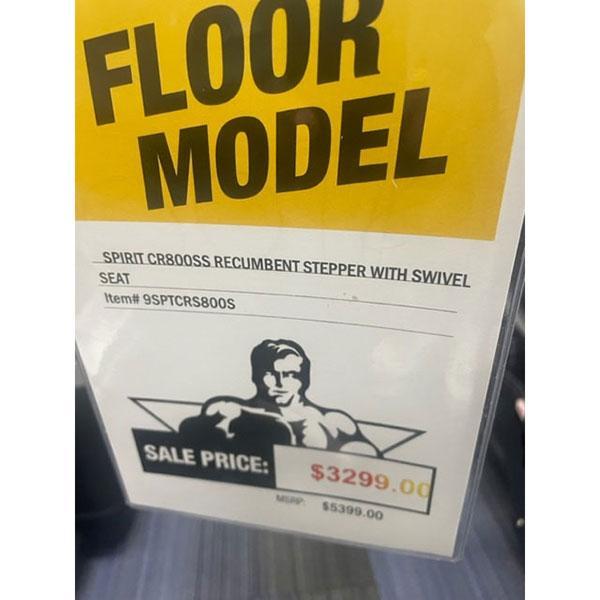 FLOOR
MODEL
SPIRIT CR800SS RECUMBENT STEPPER WITH SWIVEL
SEAT
Item# 9SPTCRS800S
SALE PRICE: $3299.00
MSRP: $5399.00